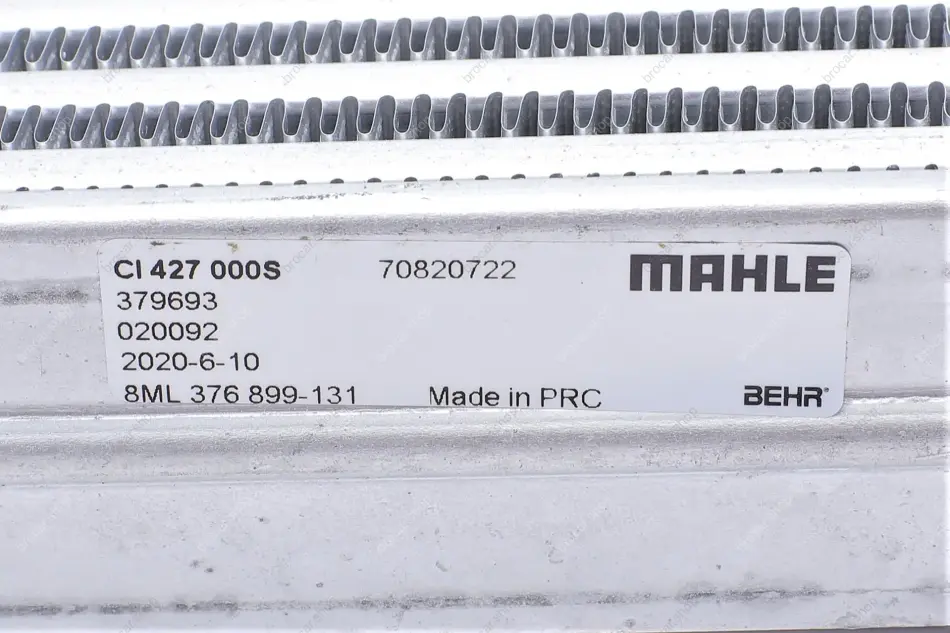 CI 427 000S 70820722 MAHLE
379693
020092
2020-6-10
8ML 376 899-131 Made in PRC BEHR®